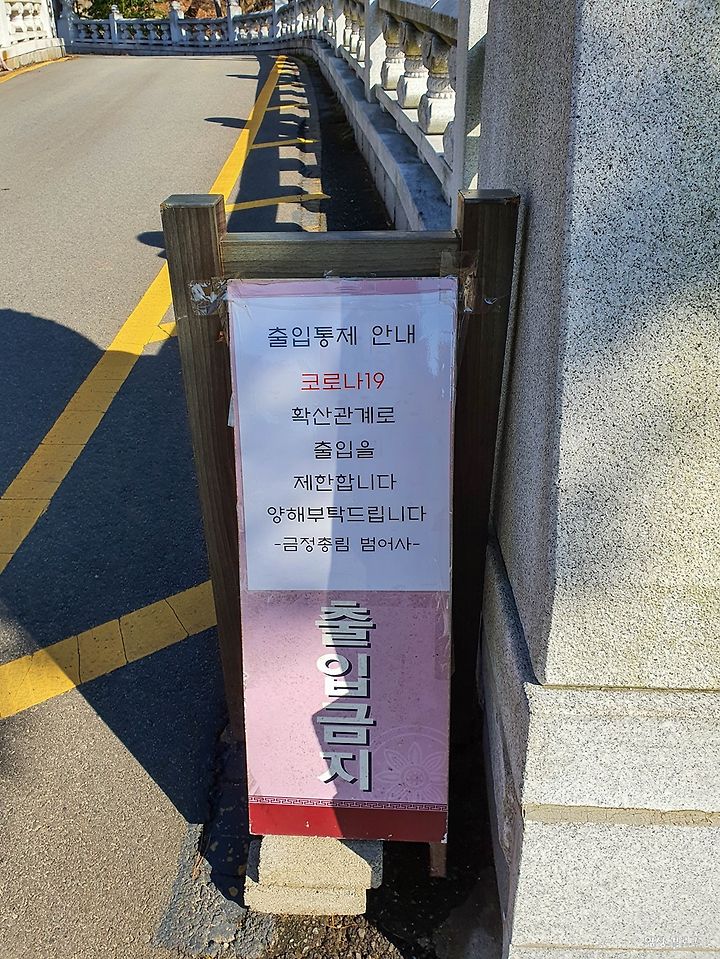 출입통제 안내
코로나19
확산관계로
출입을
제한합니다
양해부탁드립니다
-금정총림 범어사-
출입금지